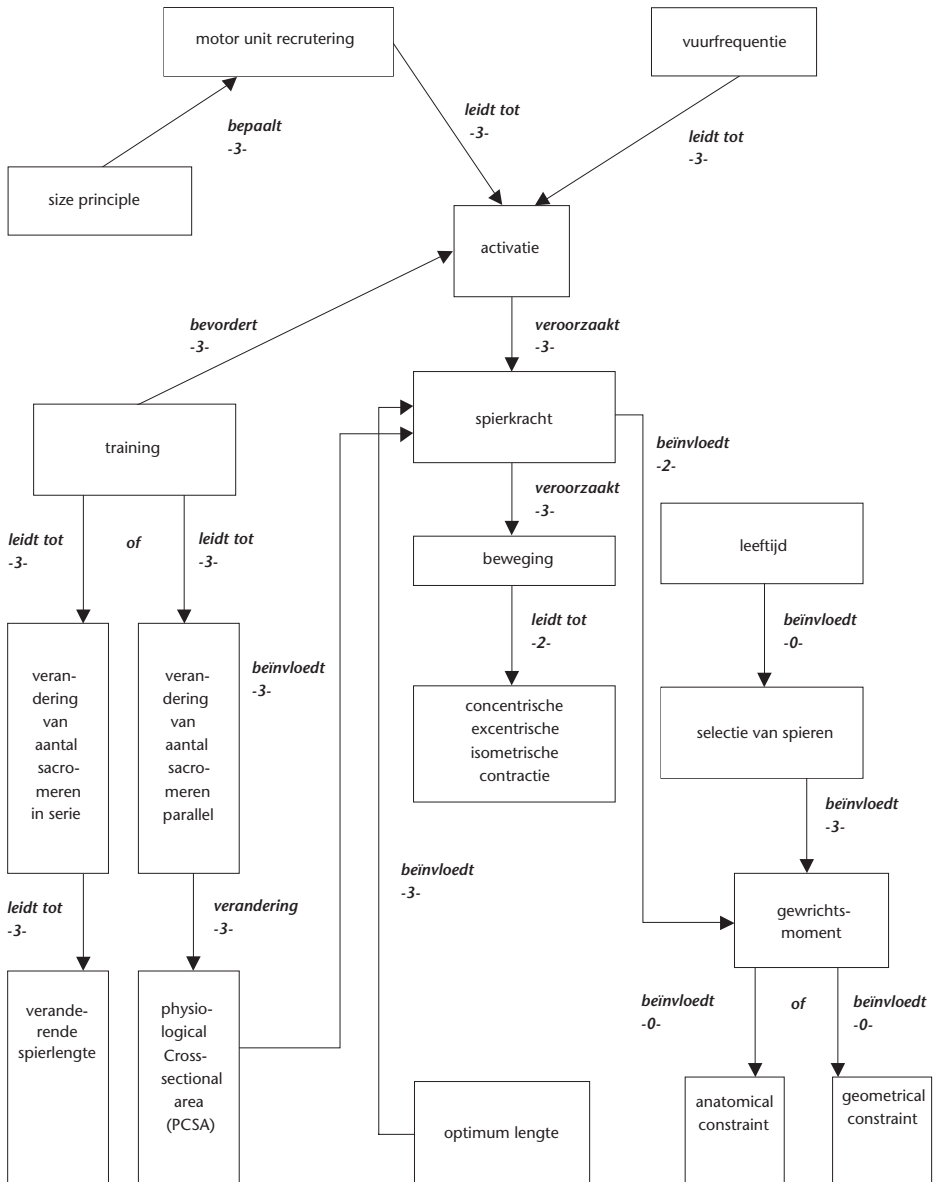 motor unit recrutering
vuurfrequentie
leidt tot
-3-
bepaalt
-3-
leidt tot
-3-
size principle
activatie
bevordert
-3-
veroorzaakt
-3-
training
spierkracht
beïnvloedt
-2-
veroorzaakt
-3-
leidt tot
-3-
of
leidt tot
-3-
beweging
leeftijd
leidt tot
-2-
beïnvloedt
-0-
veran-
dering
van
aantal
sacro-
meren
in serie
veran-
dering
van
aantal
sacro-
meren
parallel
beïnvloedt
-3-
concentrische
excentrische
isometrische
contractie
selectie van spieren
beïnvloedt
-3-
beïnvloedt
-3-
leidt tot
-3-
verandering
-3-
gewrichts-
moment
verande-
rende
spierlengte
physio-
logical
Cross-
sectional
area
(PCSA)
beïnvloedt
-0-
of
beïnvloedt
-0-
optimum lengte
anatomical
constraint
geometrical
constraint